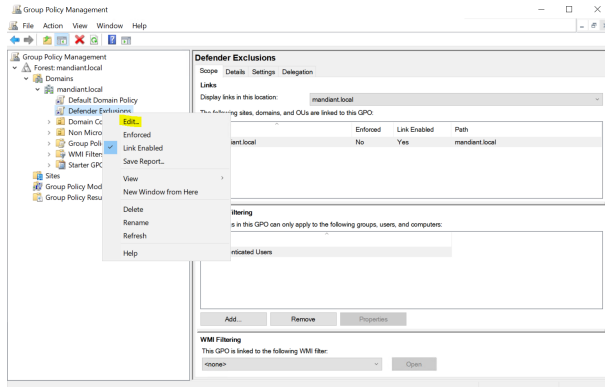 Group Policy Management
File Action View Window Help
Group Policy Management
Forest: mandiant.local
Domains
mandiant.local
Default Domain Policy
Defender Exclusions
Domain Co
Non Micro
Group Poli
WMI Filter
Starter GPC
Sites
Group Policy Mod
Group Policy Resu
Edit...
Enforced
Link Enabled
Save Report...
View
New Window from Here
Delete
Rename
Refresh
Help
Defender Exclusions
Scope Details Settings Delegation
Links
Display links in this location: mandiant.local
The following sites, domains, and OUs are linked to this GPO:
Enforced Link Enabled Path
iant.local No Yes mandiant.local
iltering
s in this GPO can only apply to the following groups, users, and computers:
enticated Users
Add... Remove Properties
WMI Filtering
This GPO is linked to the following WMI filter:
<none> Open